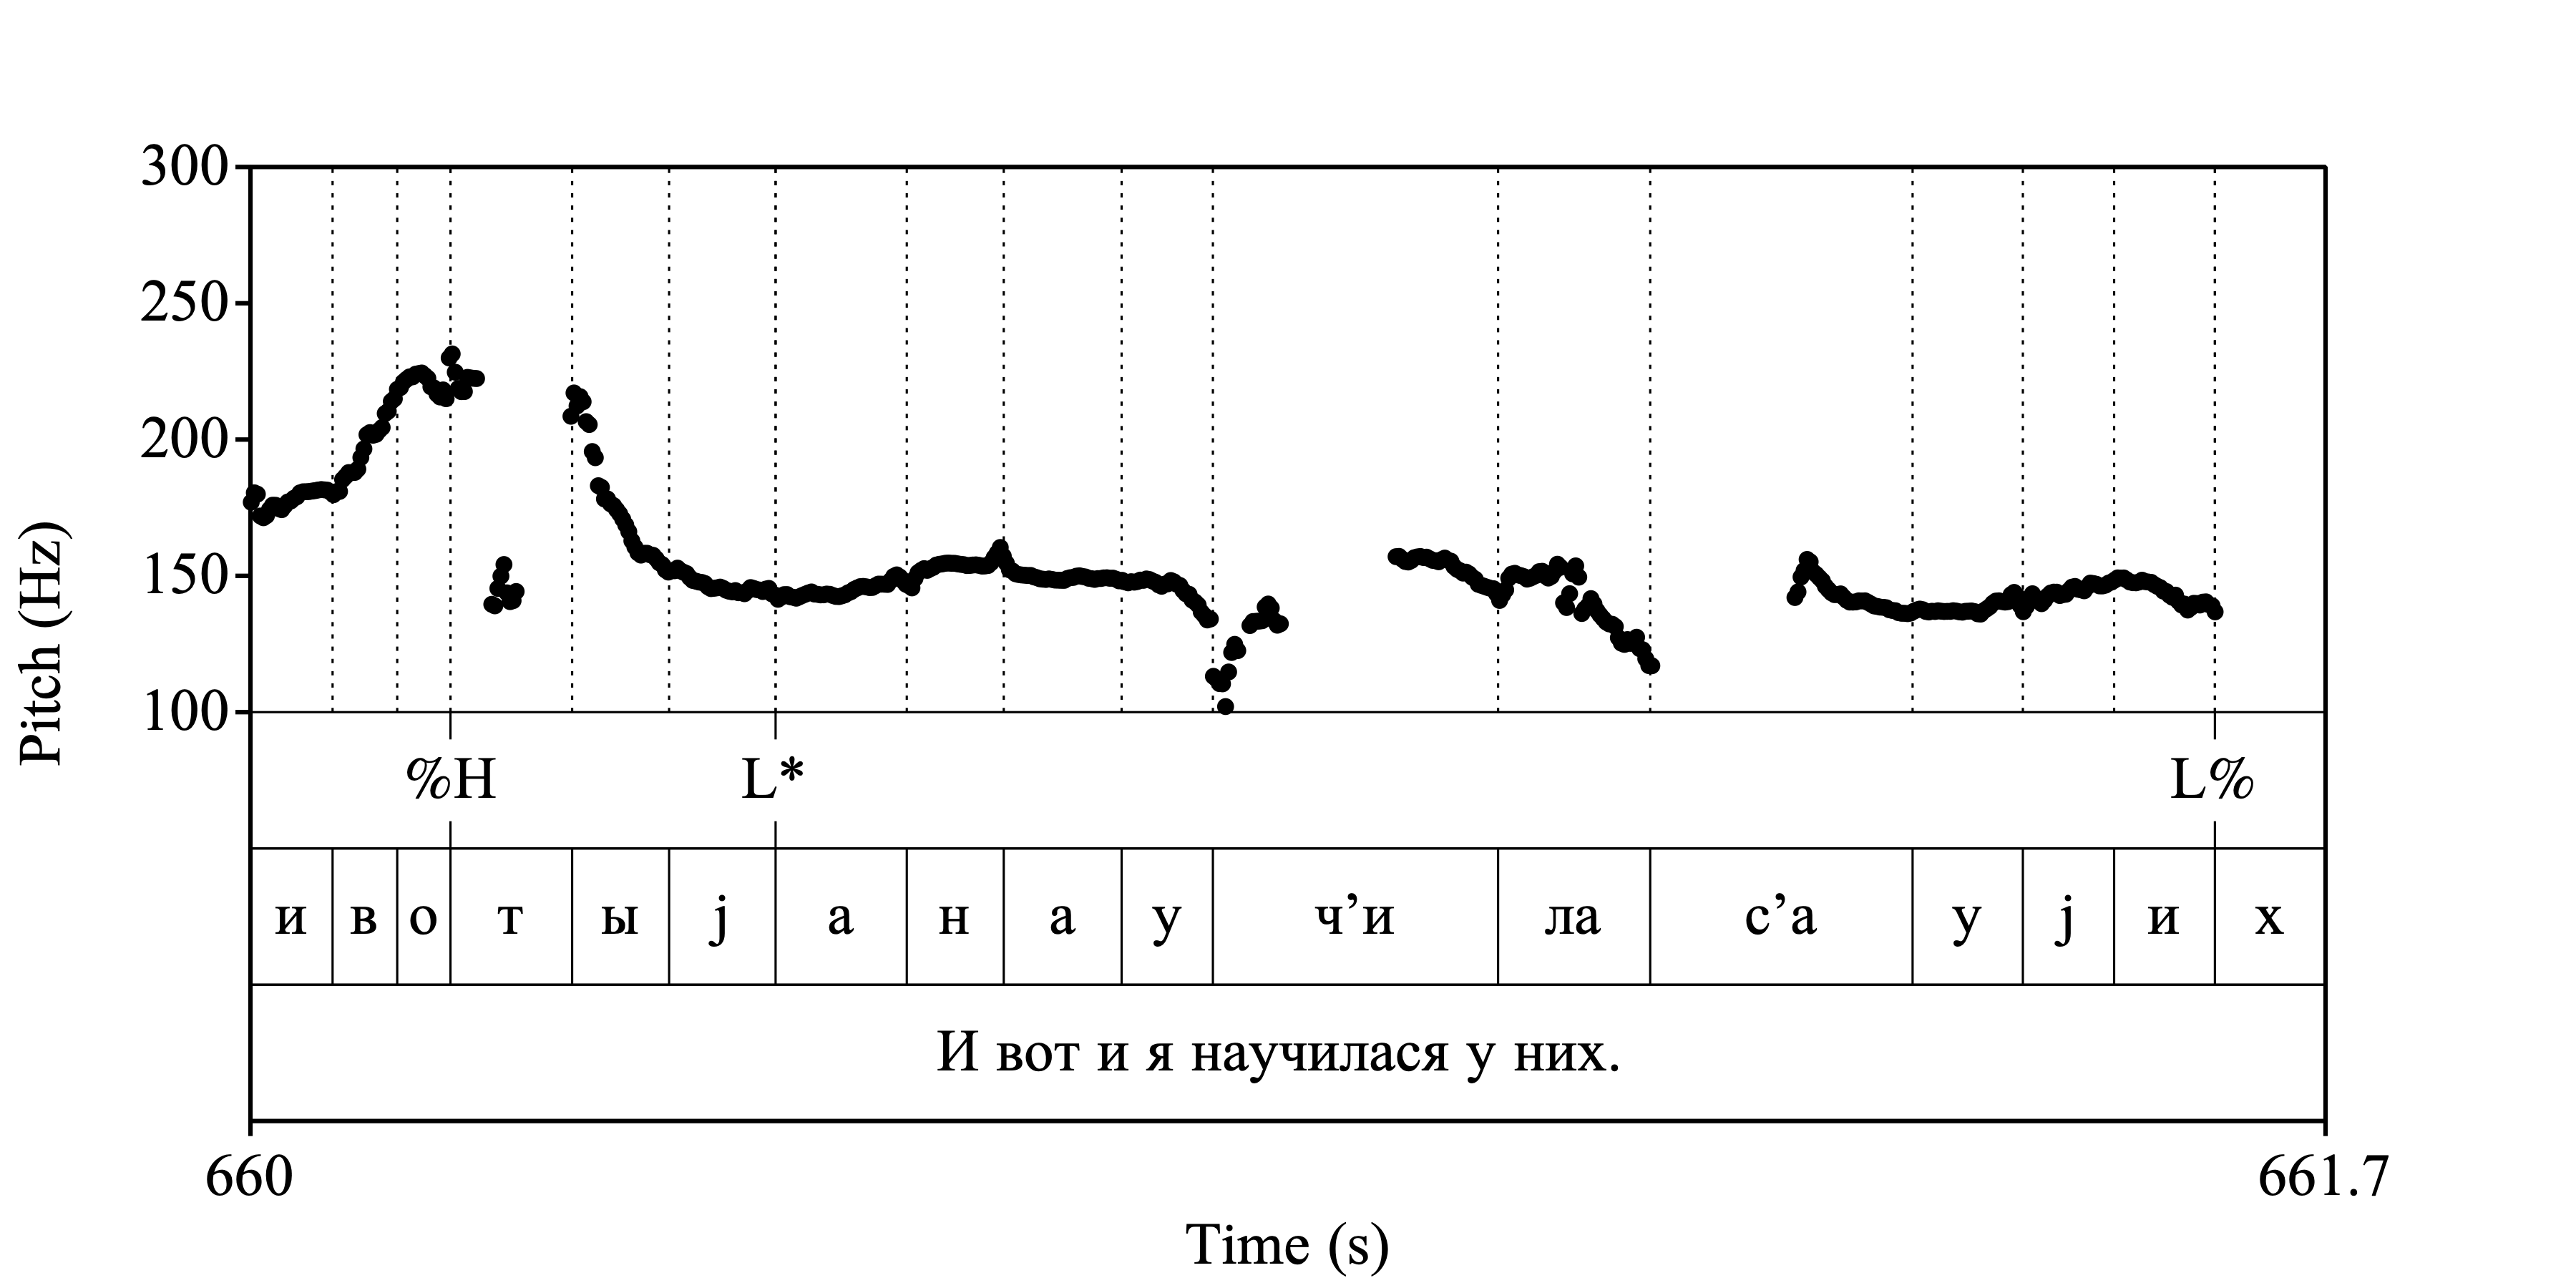 300
250
200
150
100
Pitch (Hz)
%H L* L%
и в о т ы j а н а у ч’и ла с’а у j и х
И вот и я научилася у них.
660 661.7
Time (s)